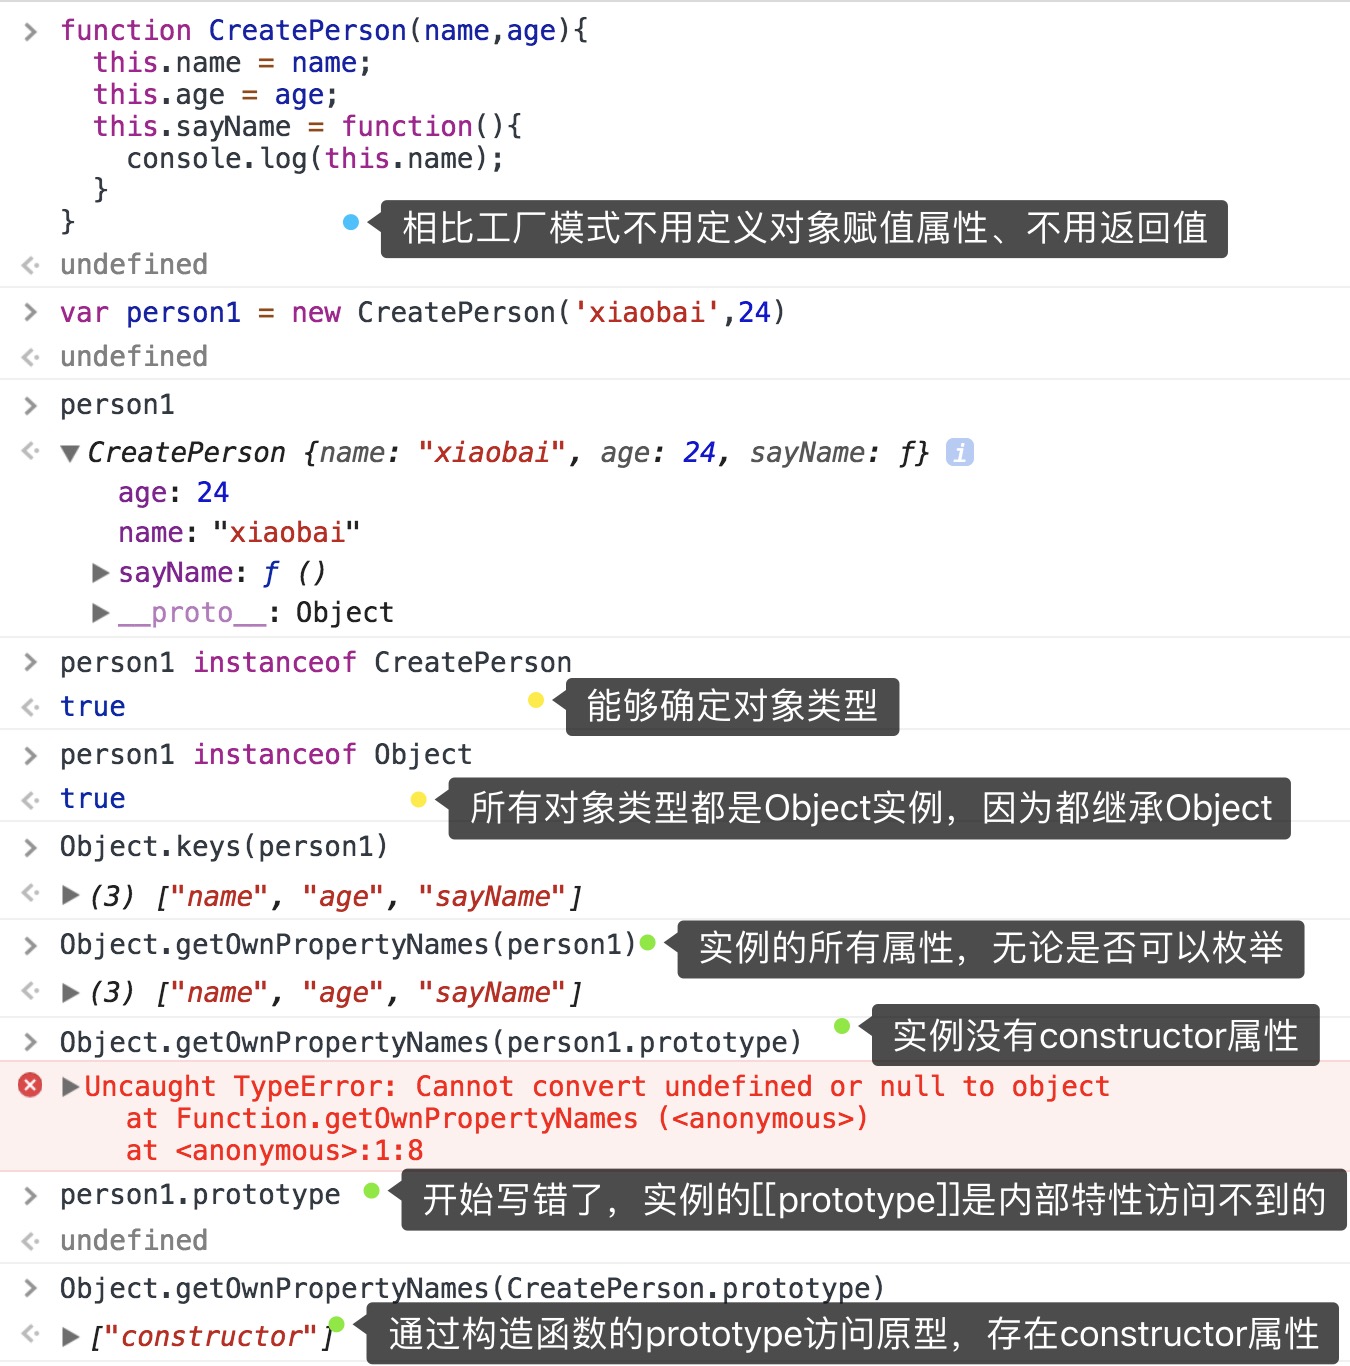 function CreatePerson(name,age){
this.name = name;
this.age = age;
this.sayName = function(){
console.log(this.name);
}
}
相比工厂模式不用定义对象赋值属性、不用返回值
undefined
var person1 = new CreatePerson('xiaobai',24)
undefined
person1
CreatePerson {name: "xiaobai", age: 24, sayName: ƒ} i
age: 24
name: "xiaobai"
sayName: ƒ ()
__proto__: Object
person1 instanceof CreatePerson
true
能够确定对象类型
person1 instanceof Object
true
所有对象类型都是Object实例，因为都继承Object
Object.keys(person1)
(3) ["name", "age", "sayName"]
Object.getOwnPropertyNames(person1)
实例的所有属性，无论是否可以枚举
(3) ["name", "age", "sayName"]
实例没有constructor属性
Object.getOwnPropertyNames(person1.prototype)
Uncaught TypeError: Cannot convert undefined or null to object
at Function.getOwnPropertyNames (<anonymous>)
at <anonymous>:1:8
person1.prototype
开始写错了，实例的[[prototype]]是内部特性访问不到的
undefined
Object.getOwnPropertyNames(CreatePerson.prototype)
["constructor"]
通过构造函数的prototype访问原型，存在constructor属性